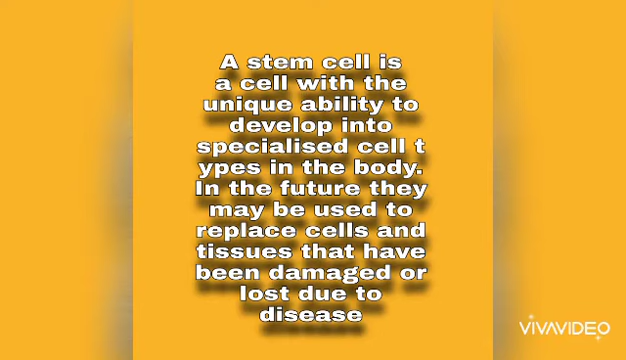 A stem cell is
a cell with the
unique ability to
develop into
specialised cell t
ypes in the body.
In the future they
may be used to
replace cells and
tissues that have
been damaged or
lost due to
disease
VIVAVIDEO